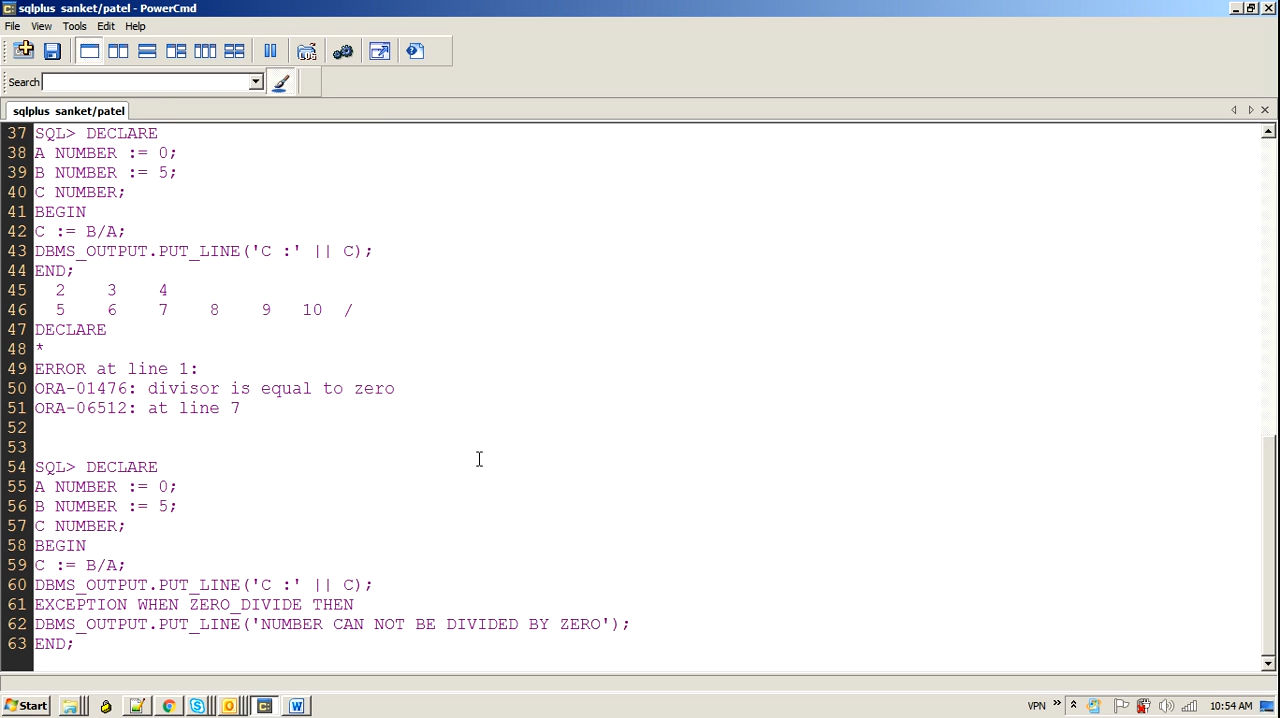 sqlplus sanket/patel - PowerCmd
File View Tools Edit Help
Search
sqlplus sanket/patel
37 SQL> DECLARE
38 A NUMBER := 0;
39 B NUMBER := 5;
40 C NUMBER;
41 BEGIN
42 C := B/A;
43 DBMS_OUTPUT.PUT_LINE('C :' || C);
44 END;
45 2 3 4
46 5 6 7 8 9 10 /
47 DECLARE
48 *
49 ERROR at line 1:
50 ORA-01476: divisor is equal to zero
51 ORA-06512: at line 7
52
53
54 SQL> DECLARE
55 A NUMBER := 0;
56 B NUMBER := 5;
57 C NUMBER;
58 BEGIN
59 C := B/A;
60 DBMS_OUTPUT.PUT_LINE('C :' || C);
61 EXCEPTION WHEN ZERO_DIVIDE THEN
62 DBMS_OUTPUT.PUT_LINE('NUMBER CAN NOT BE DIVIDED BY ZERO');
63 END;
Start VPN 10:54 AM